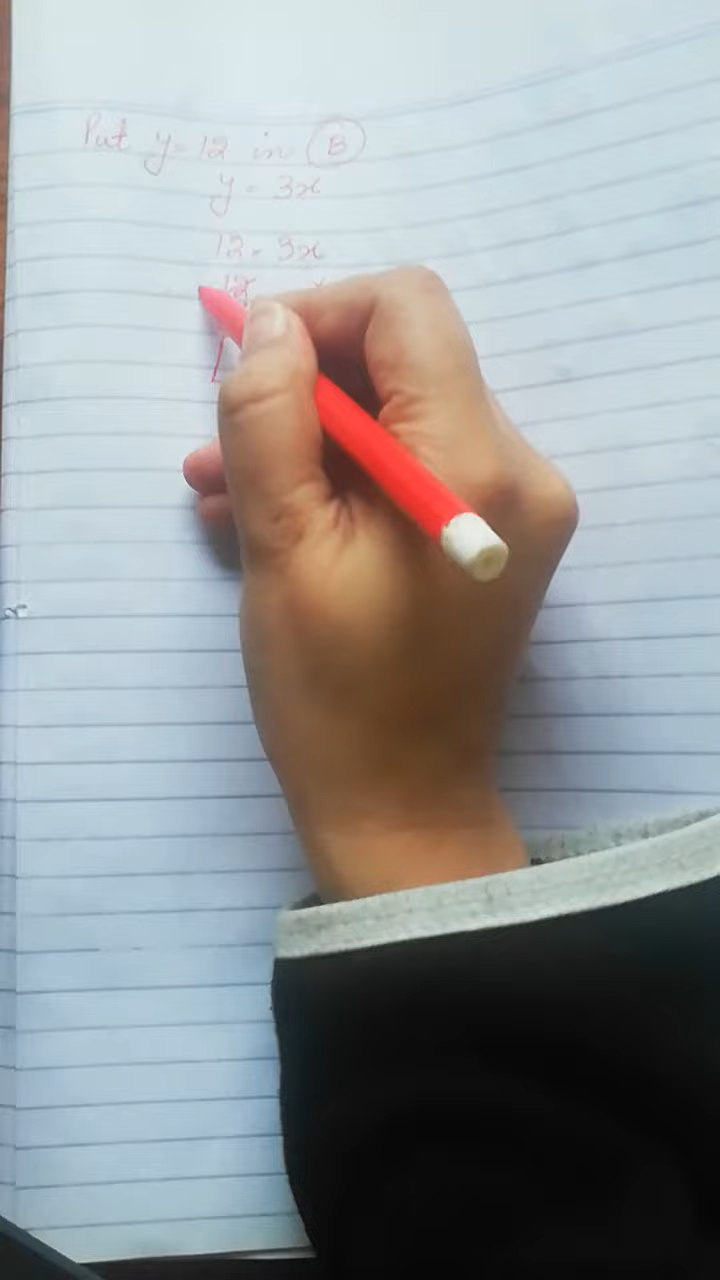 Put y = 12 in B
y = 3x
12 = 3x